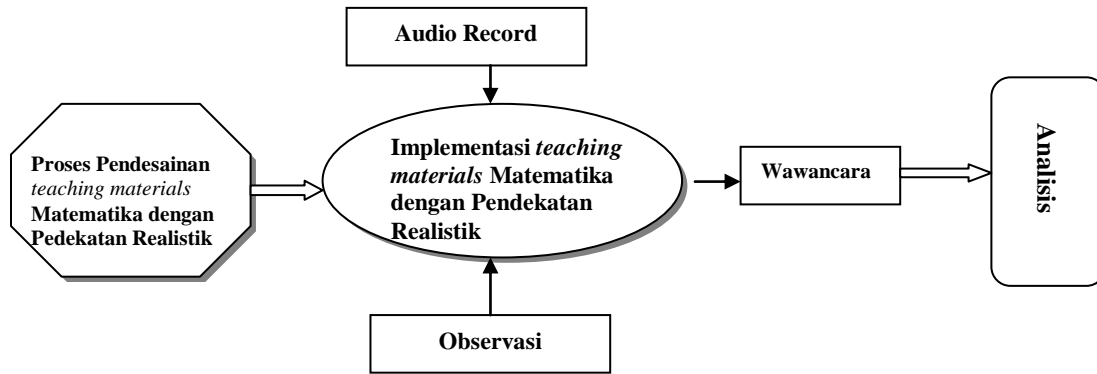 Audio Record
Proses Pendesainan
teaching materials
Matematika dengan
Pedekatan Realistik
Implementasi teaching
materials Matematika
dengan Pendekatan
Realistik
Wawancara
Analisis
Observasi